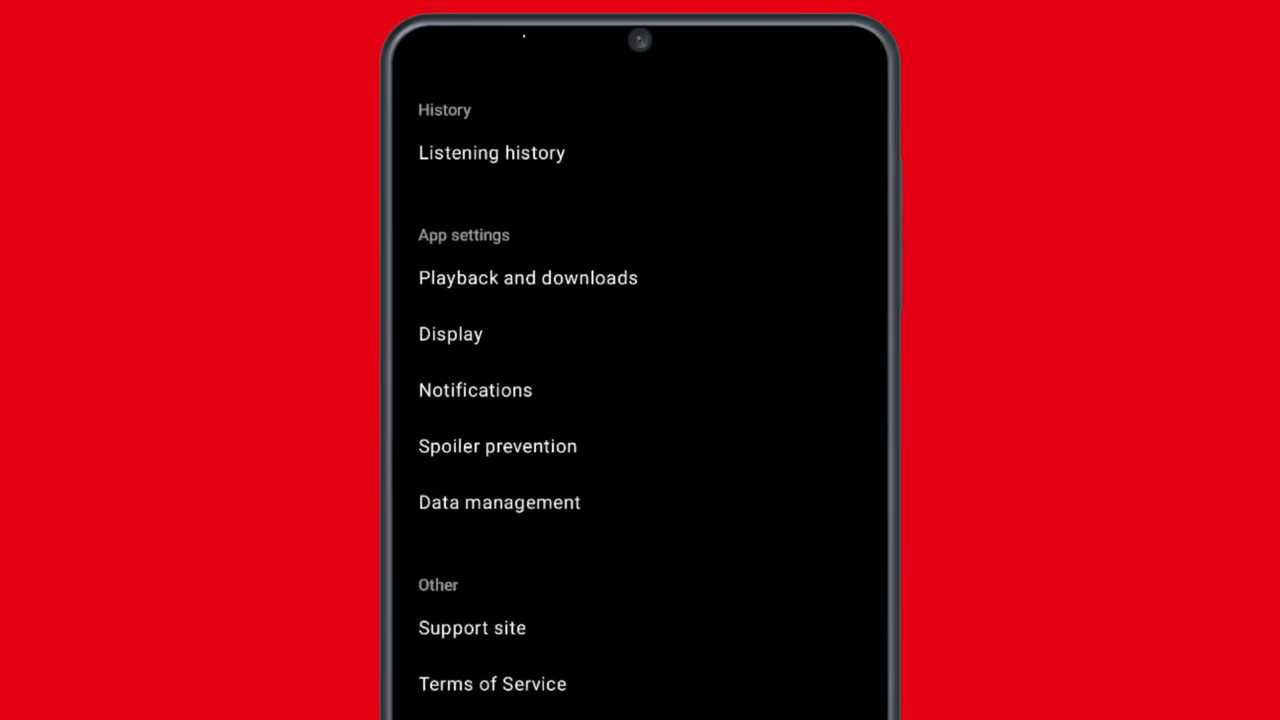 History
Listening history
App settings
Playback and downloads
Display
Notifications
Spoiler prevention
Data management
Other
Support site
Terms of Service